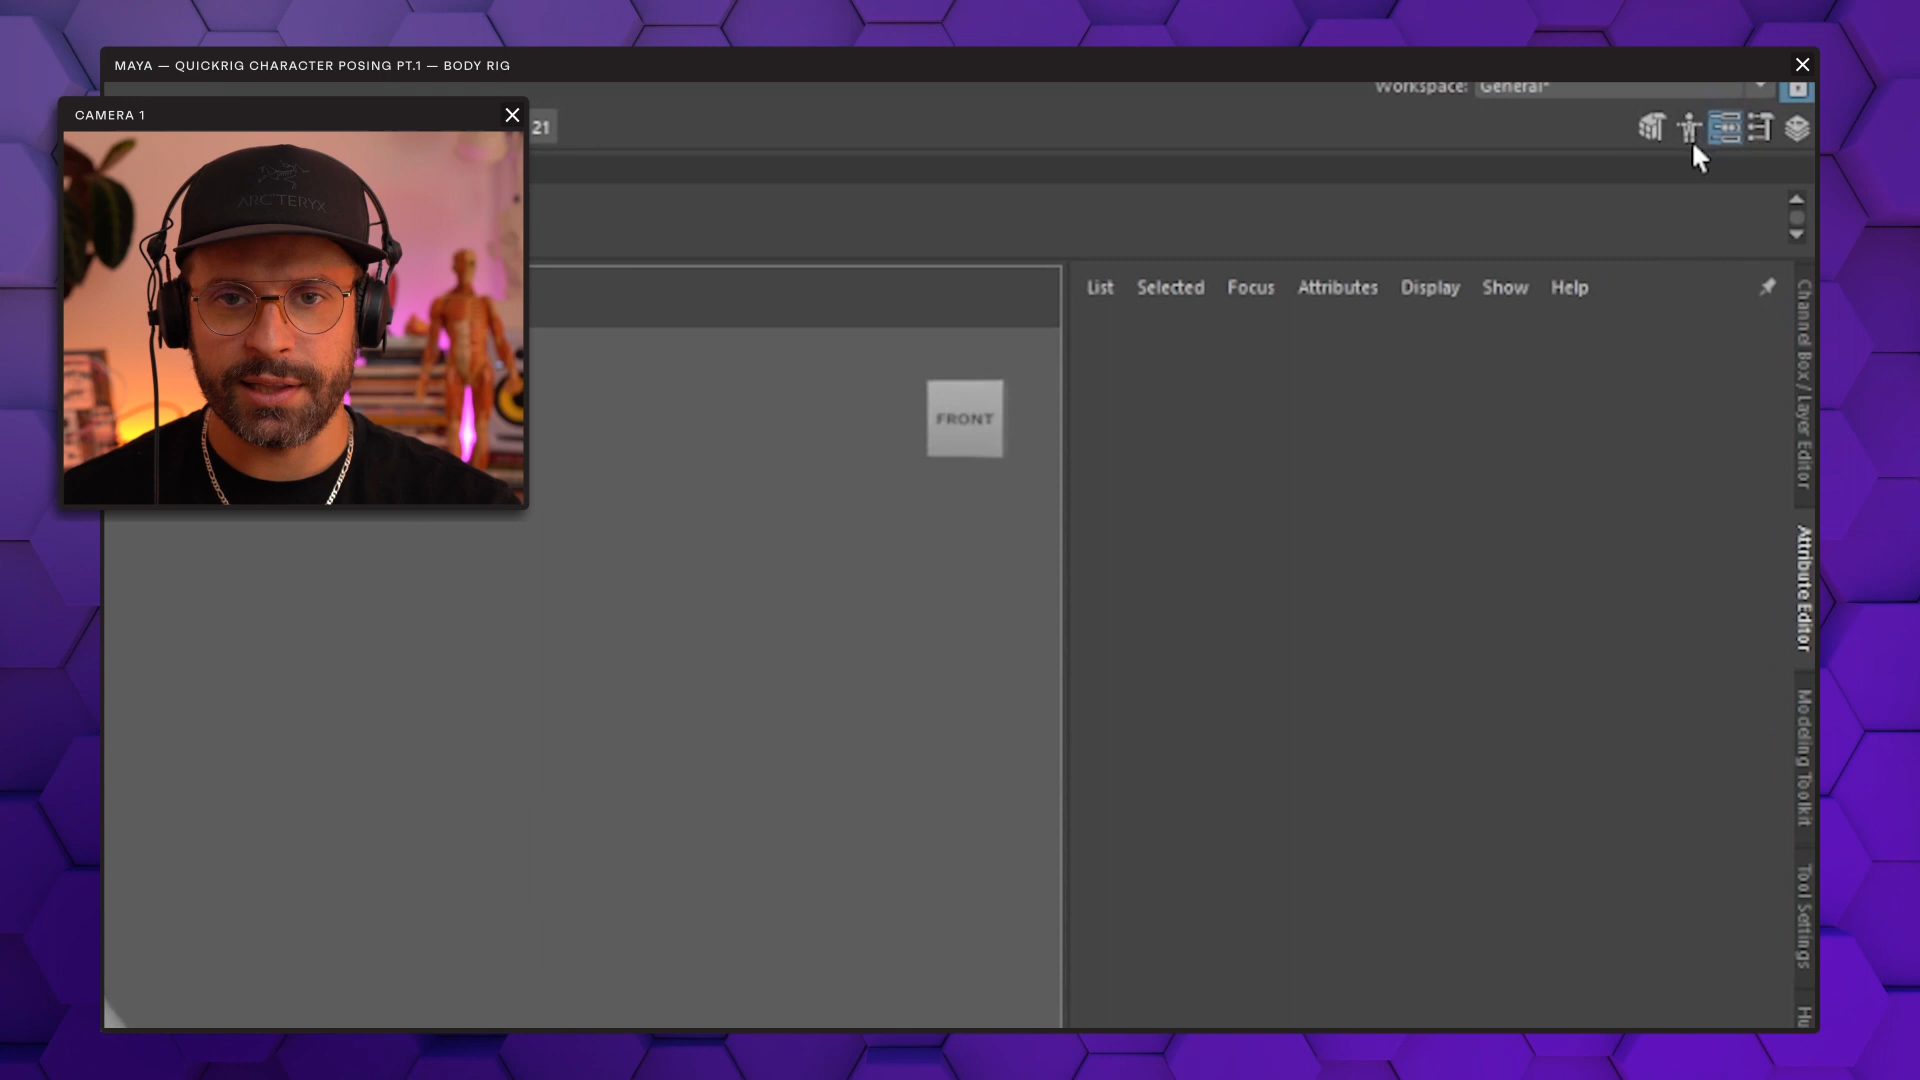 MAYA — QUICKRIG CHARACTER POSING PT.1 — BODY RIG
Workspace: General*
CAMERA 1
21
ARC'TERYX
List Selected Focus Attributes Display Show Help
FRONT
Channel Box / Layer Editor
Attribute Editor
Modeling Toolkit
Tool Settings
Hu